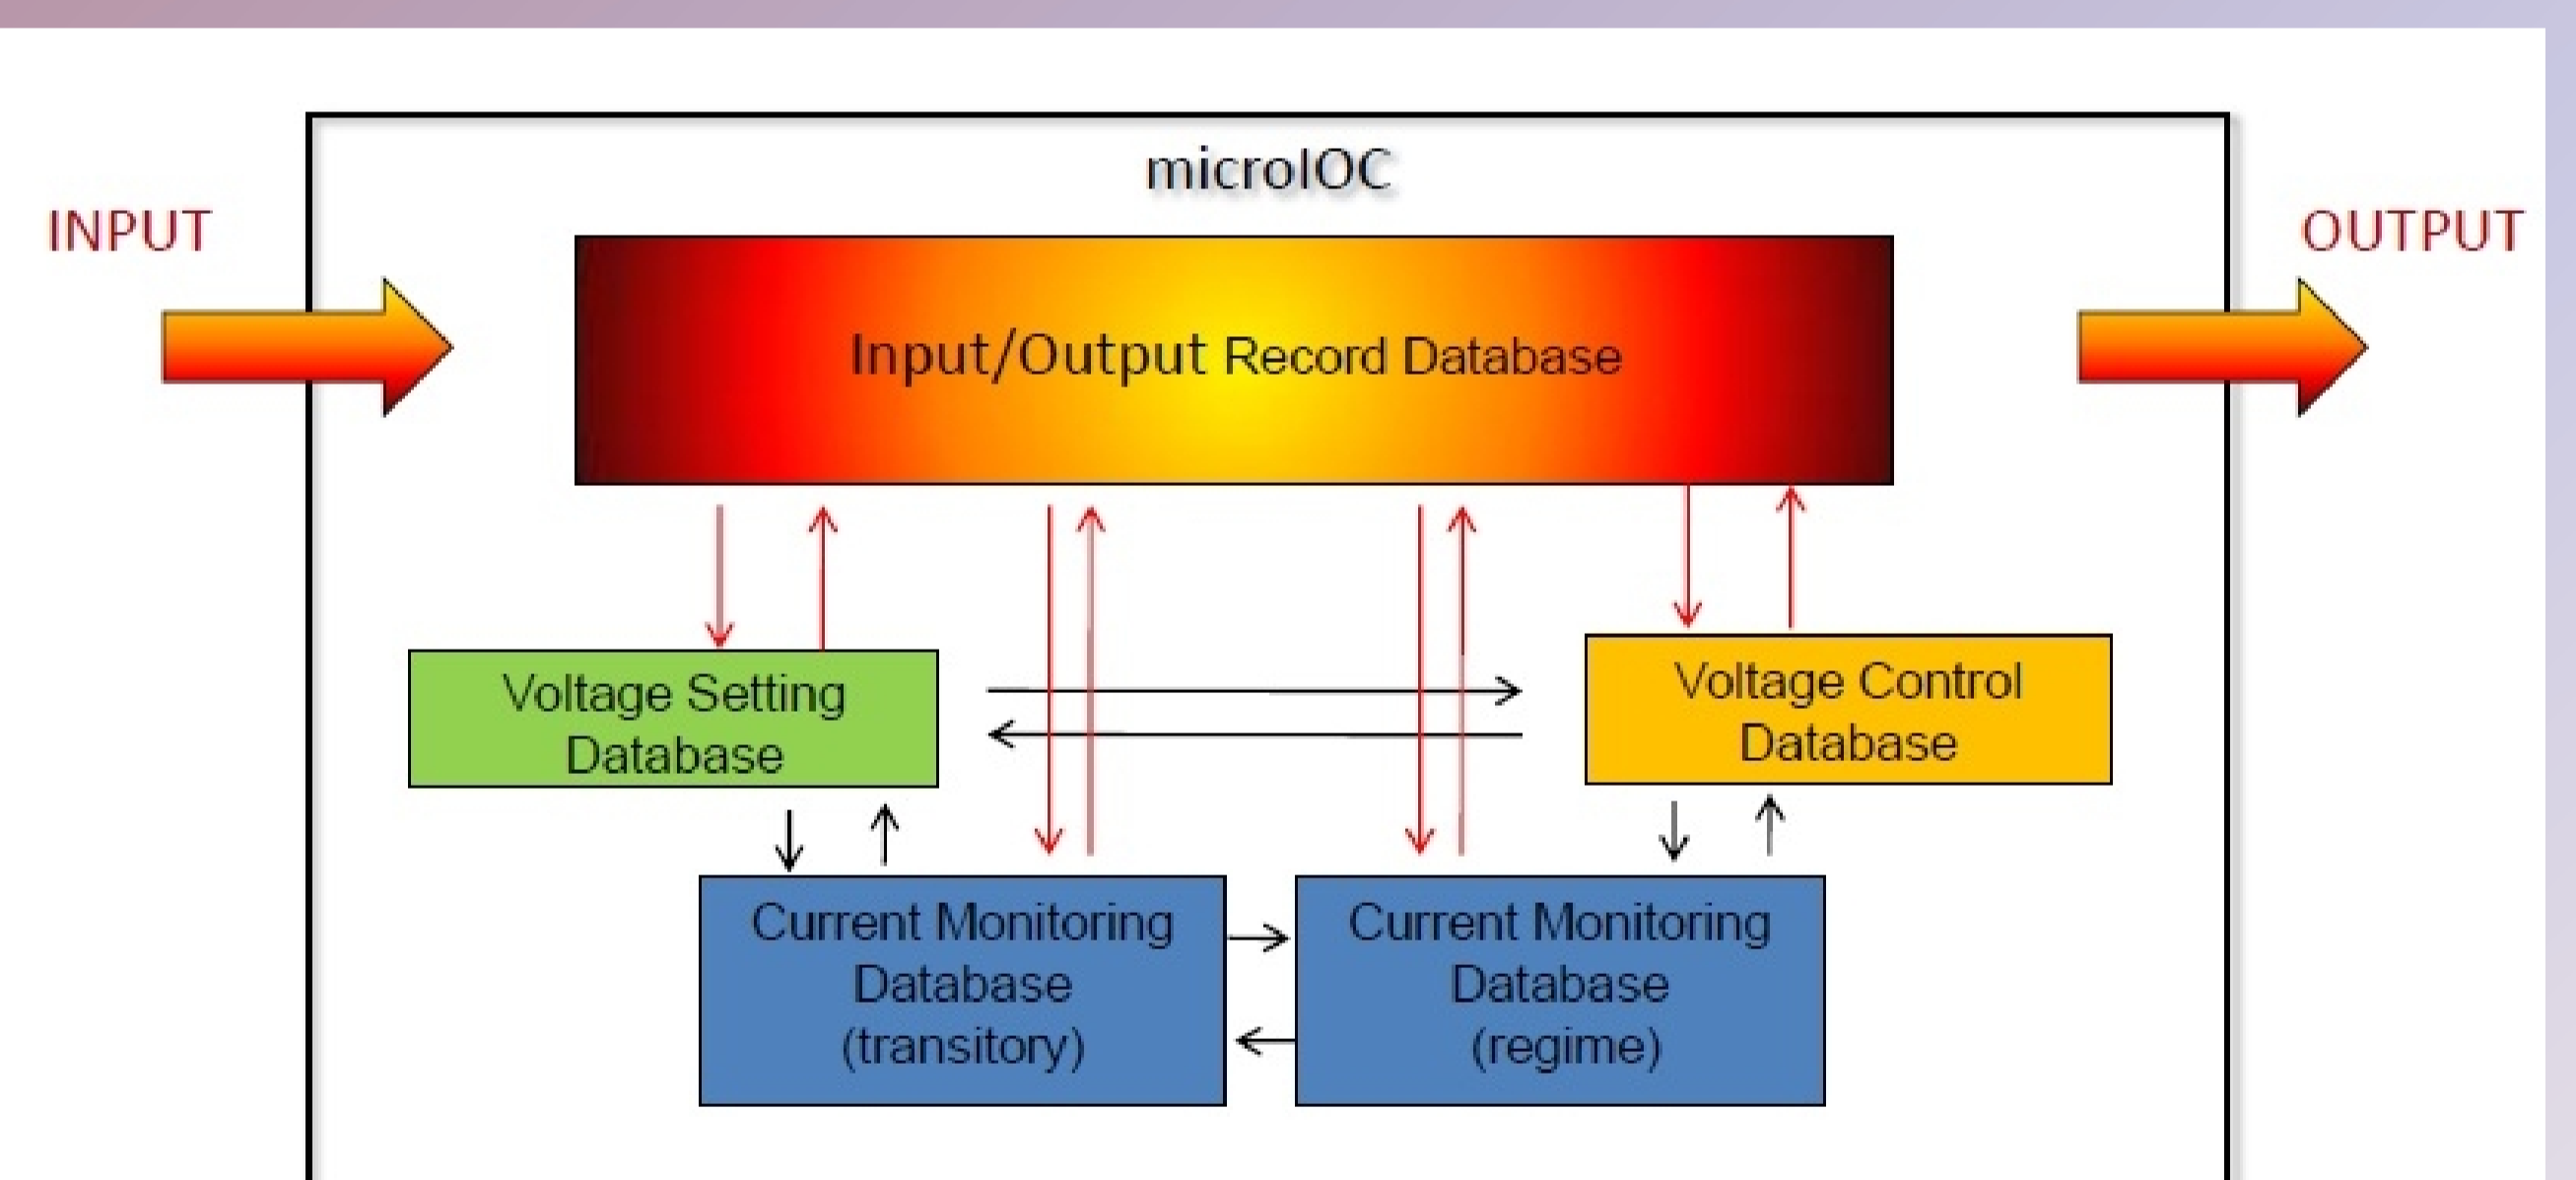 microIOC
INPUT
OUTPUT
Input/Output Record Database
Voltage Setting
Database
Voltage Control
Database
Current Monitoring
Database
(transitory)
Current Monitoring
Database
(regime)